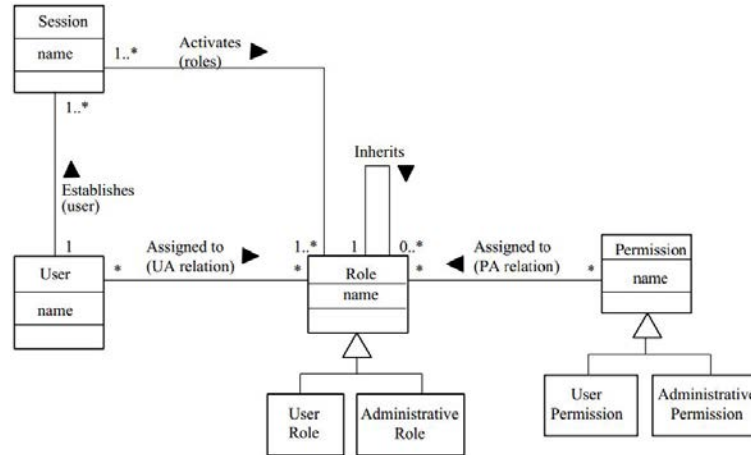 Session
name
1..*
Activates
(roles)
1..*
Inherits
Establishes
(user)
1
Assigned to
(UA relation)
1..*
1
0..*
Assigned to
(PA relation)
Permission
User
*
*
Role
*
*
name
name
name
User
Role
Administrative
Role
User
Permission
Administrative
Permission